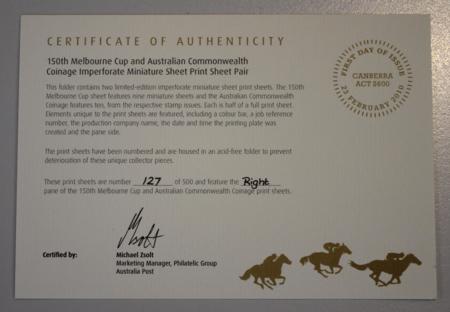 CERTIFICATE OF AUTHENTICITY
150th Melbourne Cup and Australian Commonwealth
Coinage Imperforate Miniature Sheet Print Sheet Pair
This folder contains two limited-edition imperforate miniature sheet print sheets. The 150th
Melbourne Cup sheet features nine miniature sheets and the Australian Commonwealth
Coinage features ten, from the respective stamp issues. Each is half of a full print sheet.
Elements unique to the print sheets are featured, including a colour bar, a job reference
number, the production company name, the date and time the printing plate was
created and the pane side.
The print sheets have been numbered and are housed in an acid-free folder to prevent
deterioration of these unique collector pieces.
These print sheets are number 127 of 500 and feature the Right
pane of the 150th Melbourne Cup and Australian Commonwealth Coinage print sheets.
FIRST DAY OF ISSUE
CANBERRA
ACT 2600
23 FEBRUARY 2010
Certified by:
Michael Zsolt
Marketing Manager, Philatelic Group
Australia Post